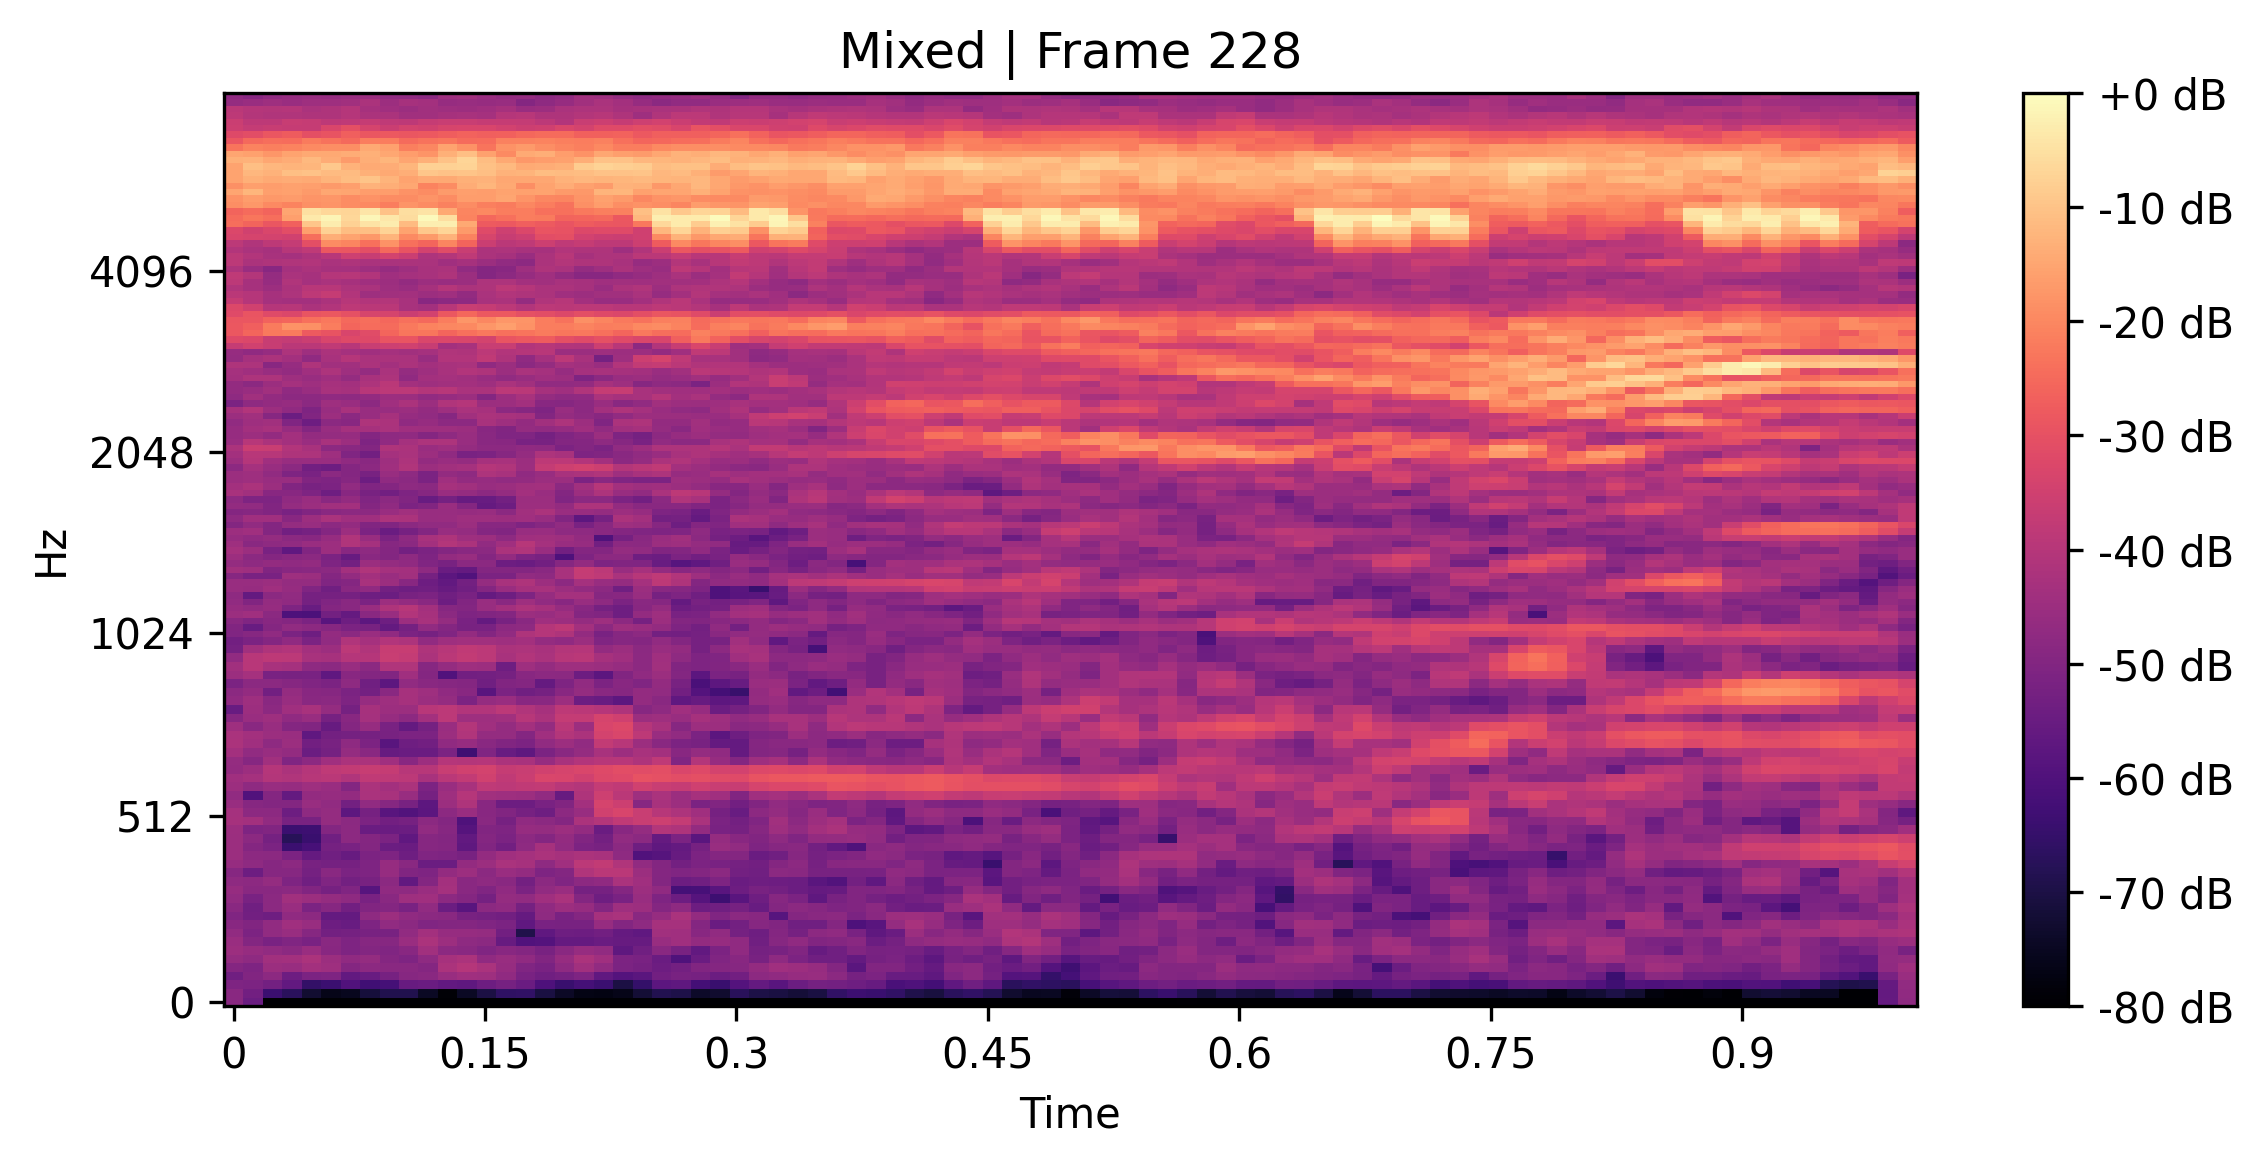 Mixed | Frame 228
+0 dB
-10 dB
-20 dB
-30 dB
-40 dB
-50 dB
-60 dB
-70 dB
-80 dB
Hz
4096
2048
1024
512
0
0 0.15 0.3 0.45 0.6 0.75 0.9
Time